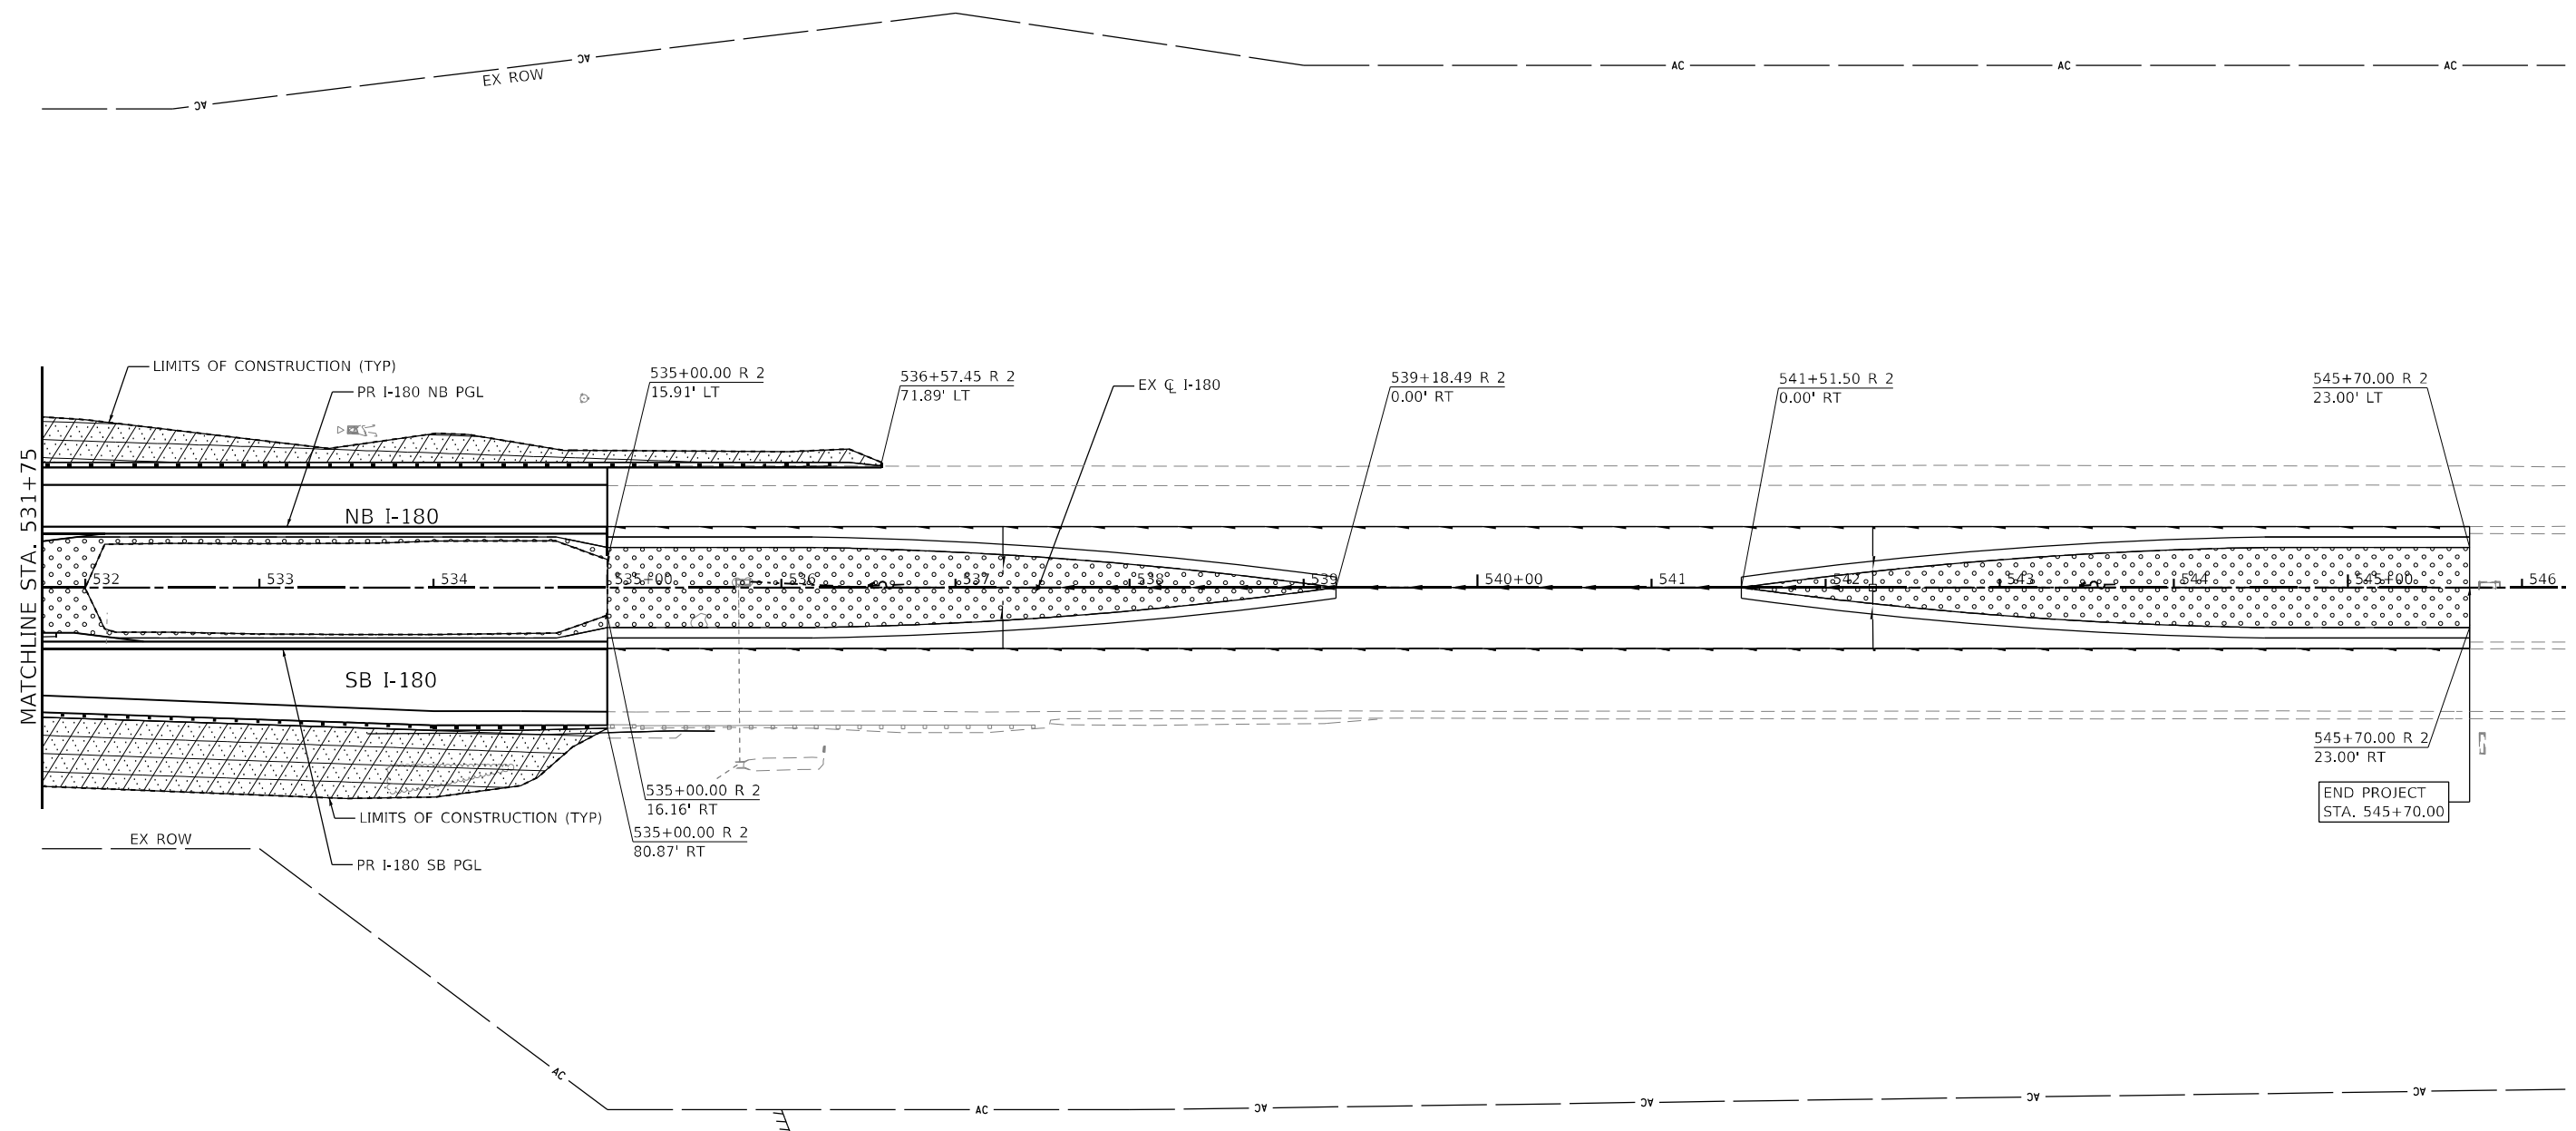 AC
EX ROW
AC
AC
AC
AC
LIMITS OF CONSTRUCTION (TYP)
PR I-180 NB PGL
535+00.00 R 2
15.91' LT
536+57.45 R 2
71.89' LT
EX CL I-180
539+18.49 R 2
0.00' RT
541+51.50 R 2
0.00' RT
545+70.00 R 2
23.00' LT
MATCHLINE STA. 531+75
NB I-180
532
533
534
535+00
536
537
538
539
540+00
541
542
543
544
545+00
546
SB I-180
535+00.00 R 2
16.16' RT
535+00.00 R 2
80.87' RT
545+70.00 R 2
23.00' RT
END PROJECT
STA. 545+70.00
LIMITS OF CONSTRUCTION (TYP)
EX ROW
PR I-180 SB PGL
AC
AC
AC
AC
AC
AC